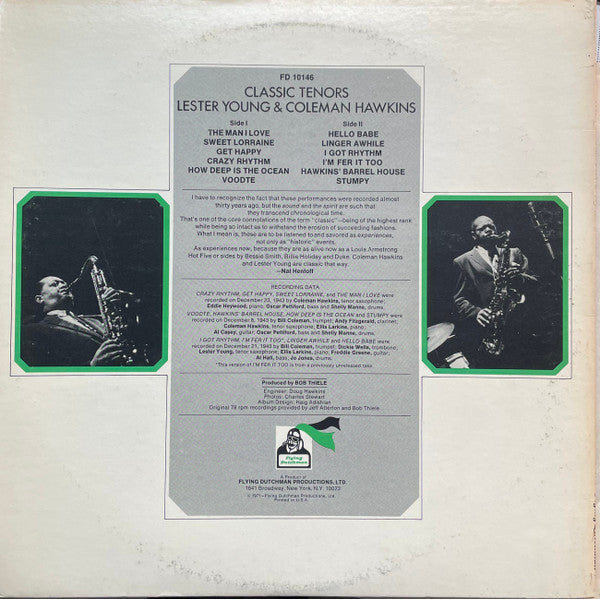 FD 10146
CLASSIC TENORS
LESTER YOUNG & COLEMAN HAWKINS
Side I
THE MAN I LOVE
SWEET LORRAINE
GET HAPPY
CRAZY RHYTHM
HOW DEEP IS THE OCEAN
VOODTE
Side II
HELLO BABE
LINGER AWHILE
I GOT RHYTHM
I'M FER IT TOO
HAWKINS' BARREL HOUSE
STUMPY
I have to recognize the fact that these performances were recorded almost
thirty years ago, but the sound and the spirit are such that
they transcend chronological time.
That's one of the core connotations of the term "classic"—being of the highest rank
while being so intact as to withstand the erosion of succeeding fashions.
What I mean is, these are to be listened to and savored as experiences,
not only as "historic" events.
As experiences now, because they are as alive now as a Louis Armstrong
Hot Five or sides by Bessie Smith, Billie Holiday and Duke. Coleman Hawkins
and Lester Young are classic that way.
—Nat Hentoff
RECORDING DATA:
CRAZY RHYTHM, GET HAPPY, SWEET LORRAINE, and THE MAN I LOVE were
recorded on December 23, 1943 by Coleman Hawkins, tenor saxophone;
Eddie Heywood, piano; Oscar Pettiford, bass and Shelly Manne, drums.
VOODTE, HAWKINS' BARREL HOUSE, HOW DEEP IS THE OCEAN and STUMPY were
recorded on December 8, 1943 by Bill Coleman, trumpet; Andy Fitzgerald, clarinet;
Coleman Hawkins, tenor saxophone; Ellis Larkins, piano;
Al Casey, guitar; Oscar Pettiford, bass and Shelly Manne, drums.
I GOT RHYTHM, I'M FER IT TOO*, LINGER AWHILE and HELLO BABE were
recorded on December 21, 1943 by Bill Coleman, trumpet; Dickie Wells, trombone;
Lester Young, tenor saxophone; Ellis Larkins, piano; Freddie Greene, guitar;
Al Hall, bass; Jo Jones, drums.
*This version of I'M FER IT TOO is from a previously unreleased take.
Produced by BOB THIELE
Engineer: Doug Hawkins
Photos: Charles Stewart
Album Design: Haig Adishian
Original 78 rpm recordings provided by Jeff Atterton and Bob Thiele.
Flying
Dutchman
A Product of
FLYING DUTCHMAN PRODUCTIONS, LTD.
1841 Broadway, New York, N.Y. 10023
© 1971—Flying Dutchman Productions, Ltd.
Printed in U.S.A.